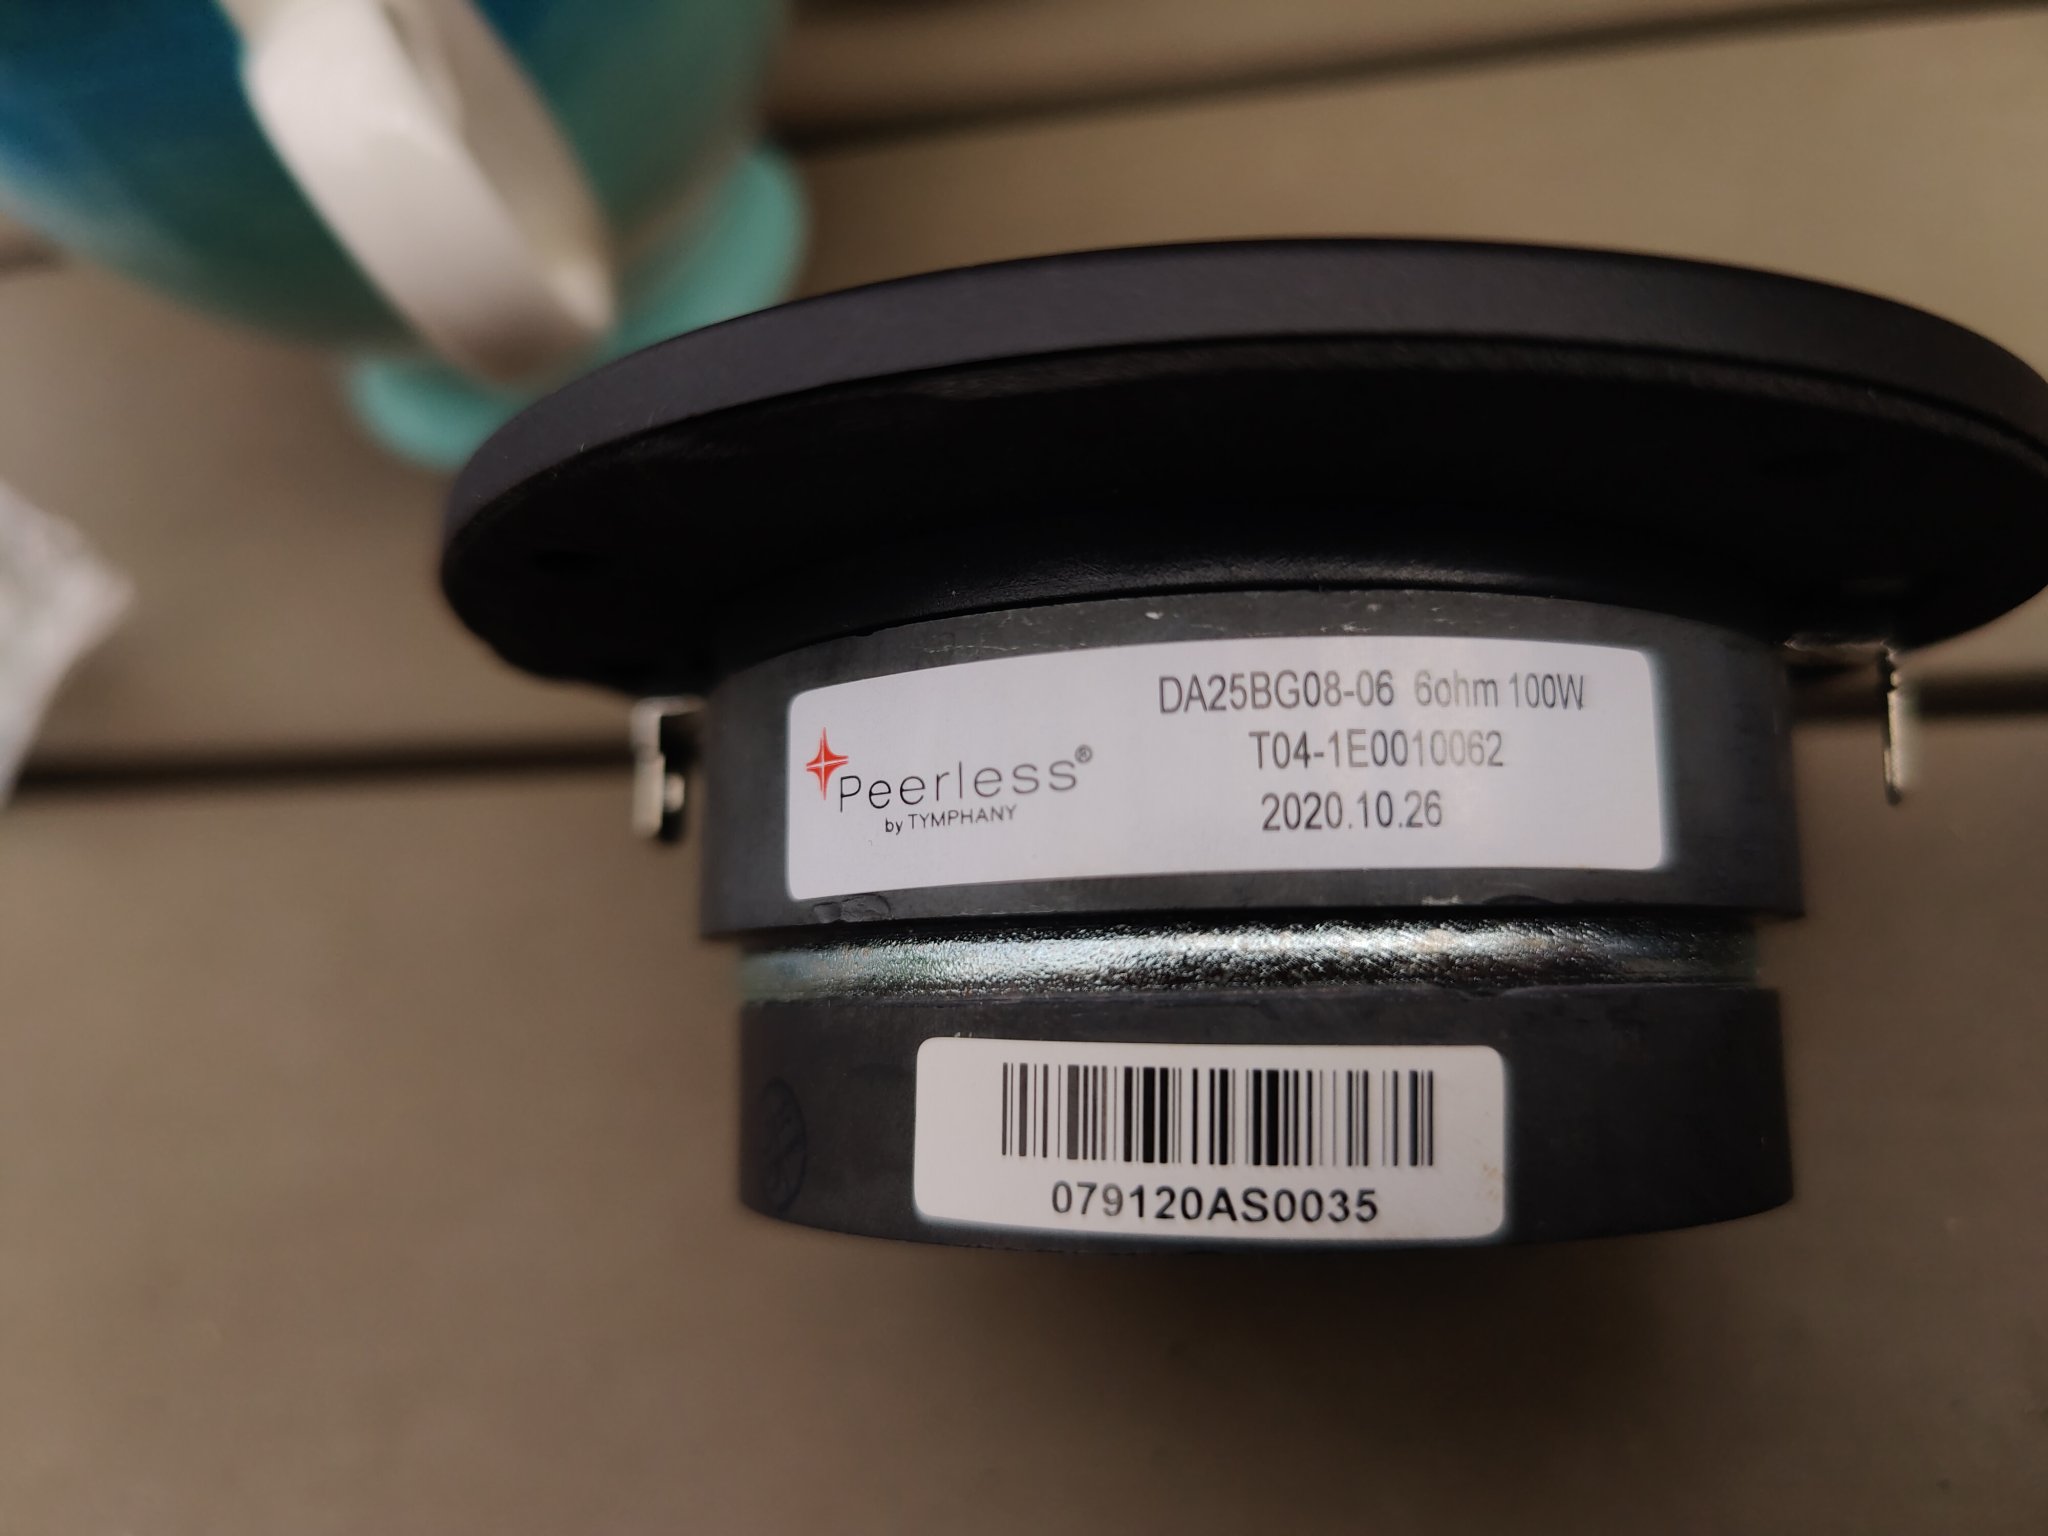 Peerless®
by TYMPHANY
DA25BG08-06 6ohm 100W
T04-1E0010062
2020.10.26
079120AS0035